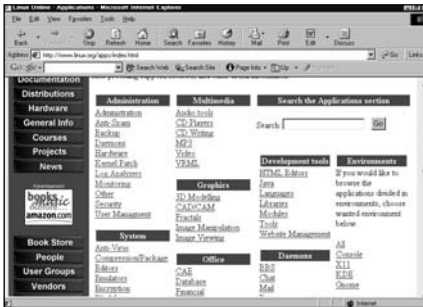 Linux Online - Applications - Microsoft Internet Explorer
File Edit View Favorites Tools Help
Back Forward Stop Refresh Home Search Favorites History Mail Print Edit Discuss
Address http://www.linux.org/apps/index.html Go Links
Google Search Web Search Site Page Info Up
Documentation
Distributions
Hardware
General Info
Courses
Projects
News
Advertisement
books
amazon.com
Book Store
People
User Groups
Vendors
Administration
Administration
Anti-Spam
Backup
Daemons
Hardware
Kernel Patch
Log Analyzers
Monitoring
Other
Security
User Management
System
Anti-Virus
Compression/Package
Editors
Emulators
Encryption
Multimedia
Audio tools
CD Players
CD Writing
MP3
Video
VRML
Graphics
3D Modelling
CAD/CAM
Fractals
Image Manipulation
Image Viewing
Office
CAE
Database
Financial
Search the Applications section
Search: Go
Development tools
HTML Editors
Java
Languages
Libraries
Modules
Tools
Website Management
Daemons
BBS
Chat
Mail
Environments
If you would like to
browse the
applications divided in
environments, choose
wanted environment
below.
All
Console
X11
KDE
Gnome
Internet